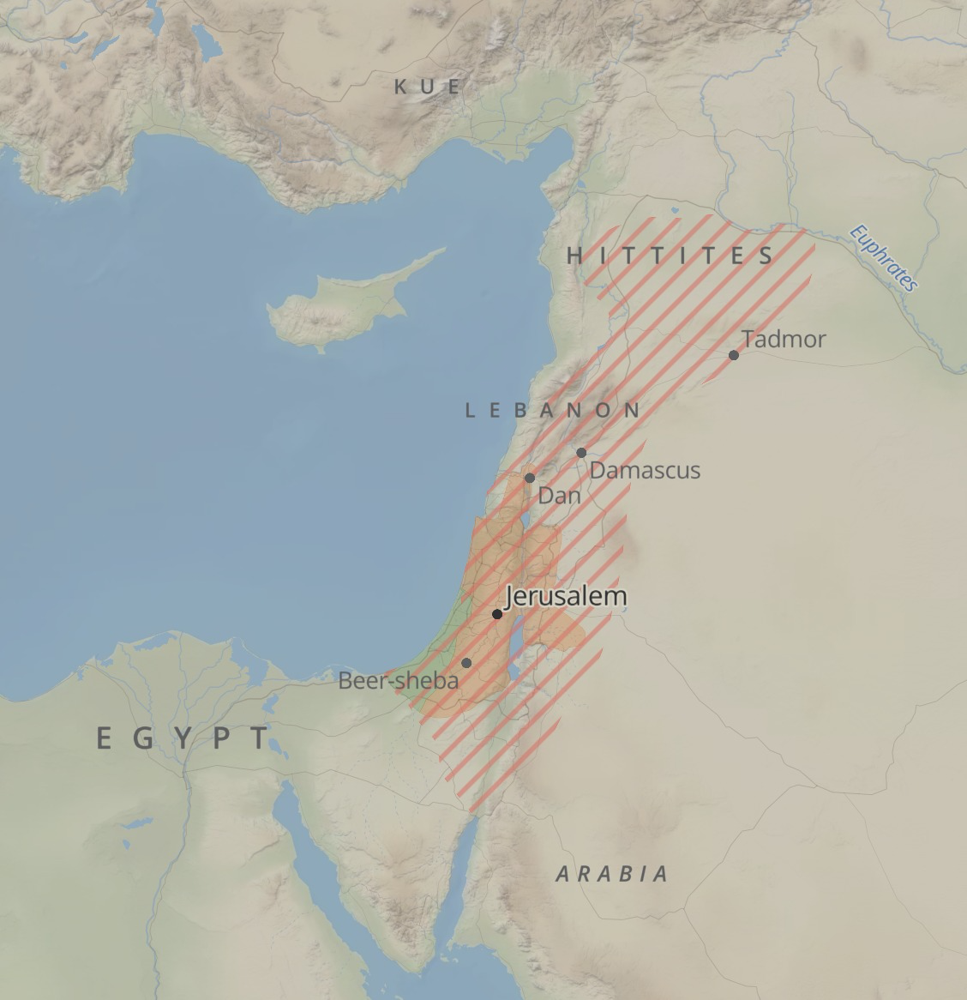 KUE
HITTITES
Euphrates
Tadmor
LEBANON
Damascus
Dan
Jerusalem
Beer-sheba
EGYPT
ARABIA